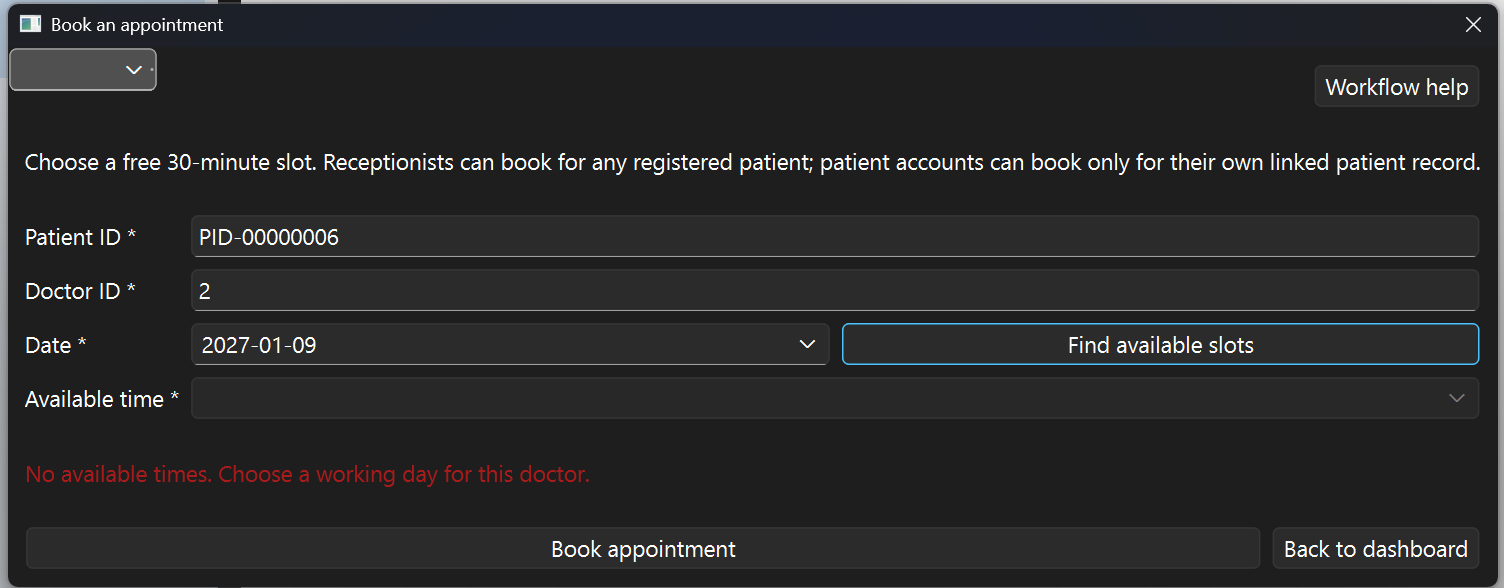 Book an appointment
Workflow help
Choose a free 30-minute slot. Receptionists can book for any registered patient; patient accounts can book only for their own linked patient record.
Patient ID * PID-00000006
Doctor ID * 2
Date * 2027-01-09 Find available slots
Available time *
No available times. Choose a working day for this doctor.
Book appointment Back to dashboard